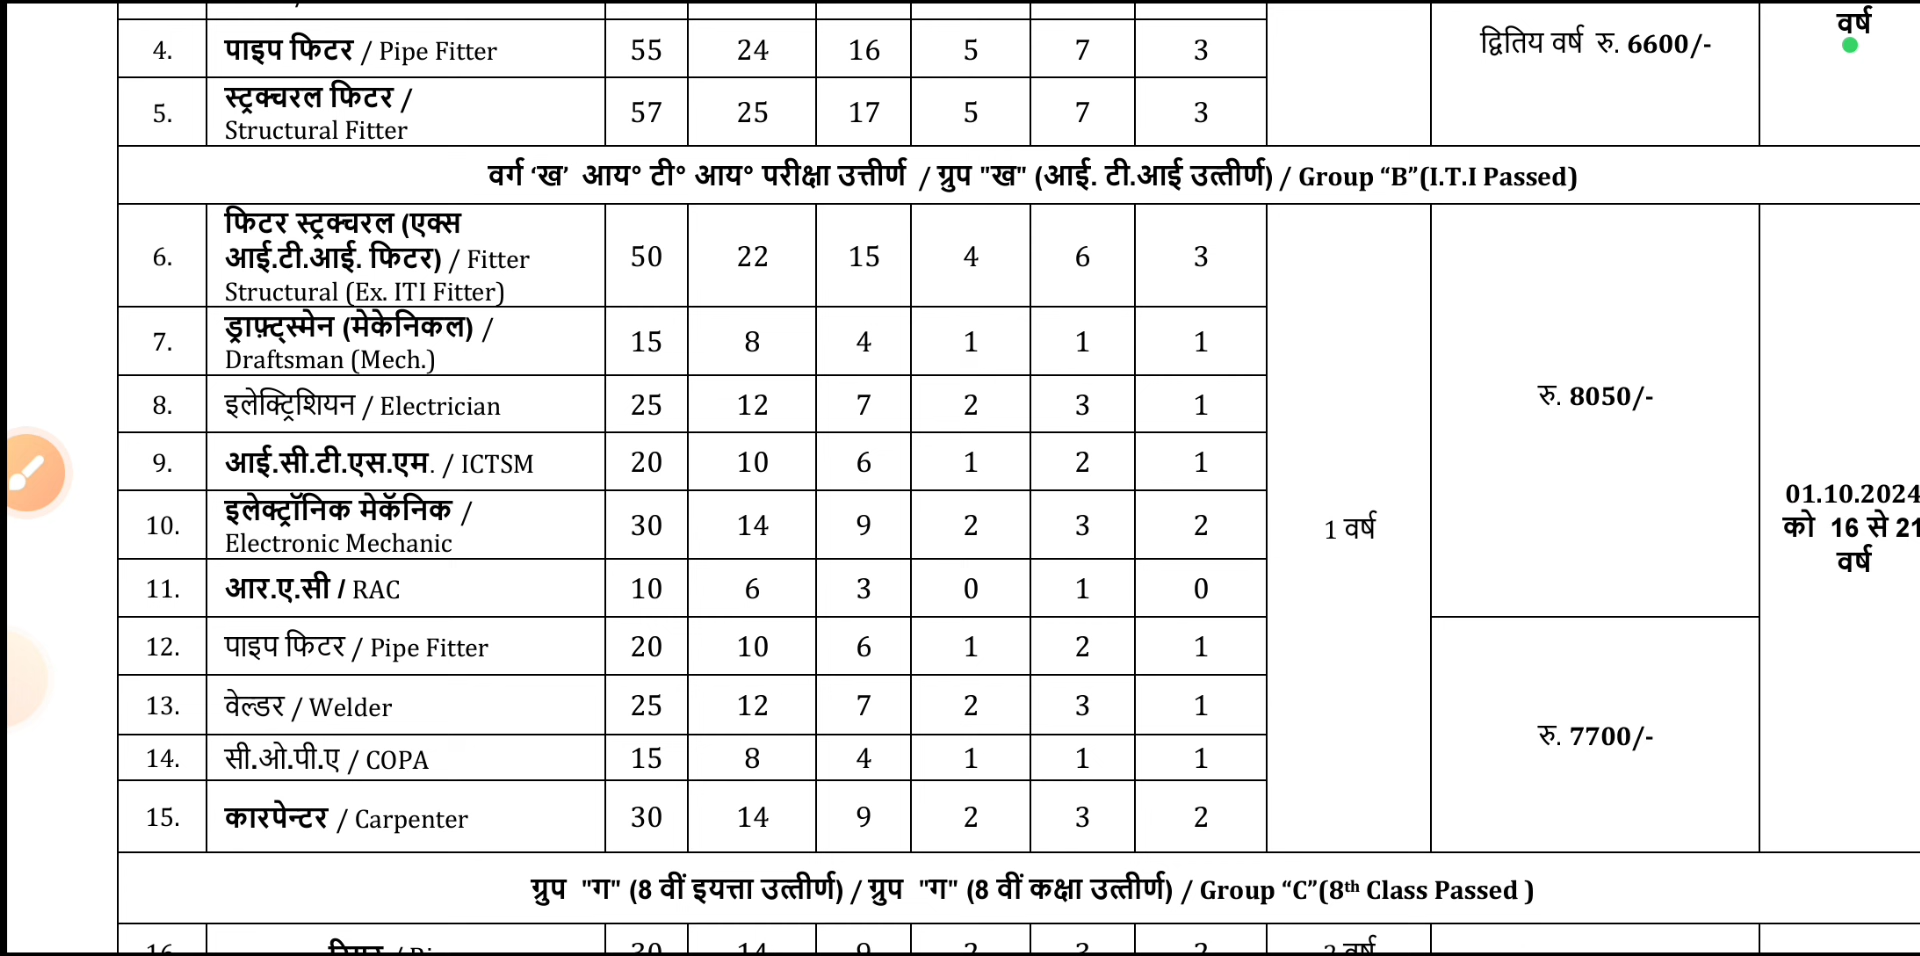 वर्ष
4. पाइप फिटर / Pipe Fitter 55 24 16 5 7 3 द्वितिय वर्ष रु. 6600/-
स्ट्रक्चरल फिटर /
5. Structural Fitter 57 25 17 5 7 3
वर्ग ‘ख’ आय° टी° आय° परीक्षा उत्तीर्ण / ग्रुप "ख" (आई. टी.आई उत्तीर्ण) / Group “B”(I.T.I Passed)
फिटर स्ट्रक्चरल (एक्स
6. आई.टी.आई. फिटर) / Fitter 50 22 15 4 6 3
Structural (Ex. ITI Fitter)
ड्राफ़्ट्स्मेन (मेकेनिकल) /
7. Draftsman (Mech.) 15 8 4 1 1 1
8. इलेक्ट्रिशियन / Electrician 25 12 7 2 3 1 रु. 8050/-
9. आई.सी.टी.एस.एम. / ICTSM 20 10 6 1 2 1
01.10.2024
इलेक्ट्रॉनिक मेकॅनिक /
10. Electronic Mechanic 30 14 9 2 3 2 1 वर्ष को 16 से 21
वर्ष
11. आर.ए.सी / RAC 10 6 3 0 1 0
12. पाइप फिटर / Pipe Fitter 20 10 6 1 2 1
13. वेल्डर / Welder 25 12 7 2 3 1
रु. 7700/-
14. सी.ओ.पी.ए / COPA 15 8 4 1 1 1
15. कारपेन्टर / Carpenter 30 14 9 2 3 2
ग्रुप "ग" (8 वीं इयत्ता उत्तीर्ण) / ग्रुप "ग" (8 वीं कक्षा उत्तीर्ण) / Group “C”(8th Class Passed )